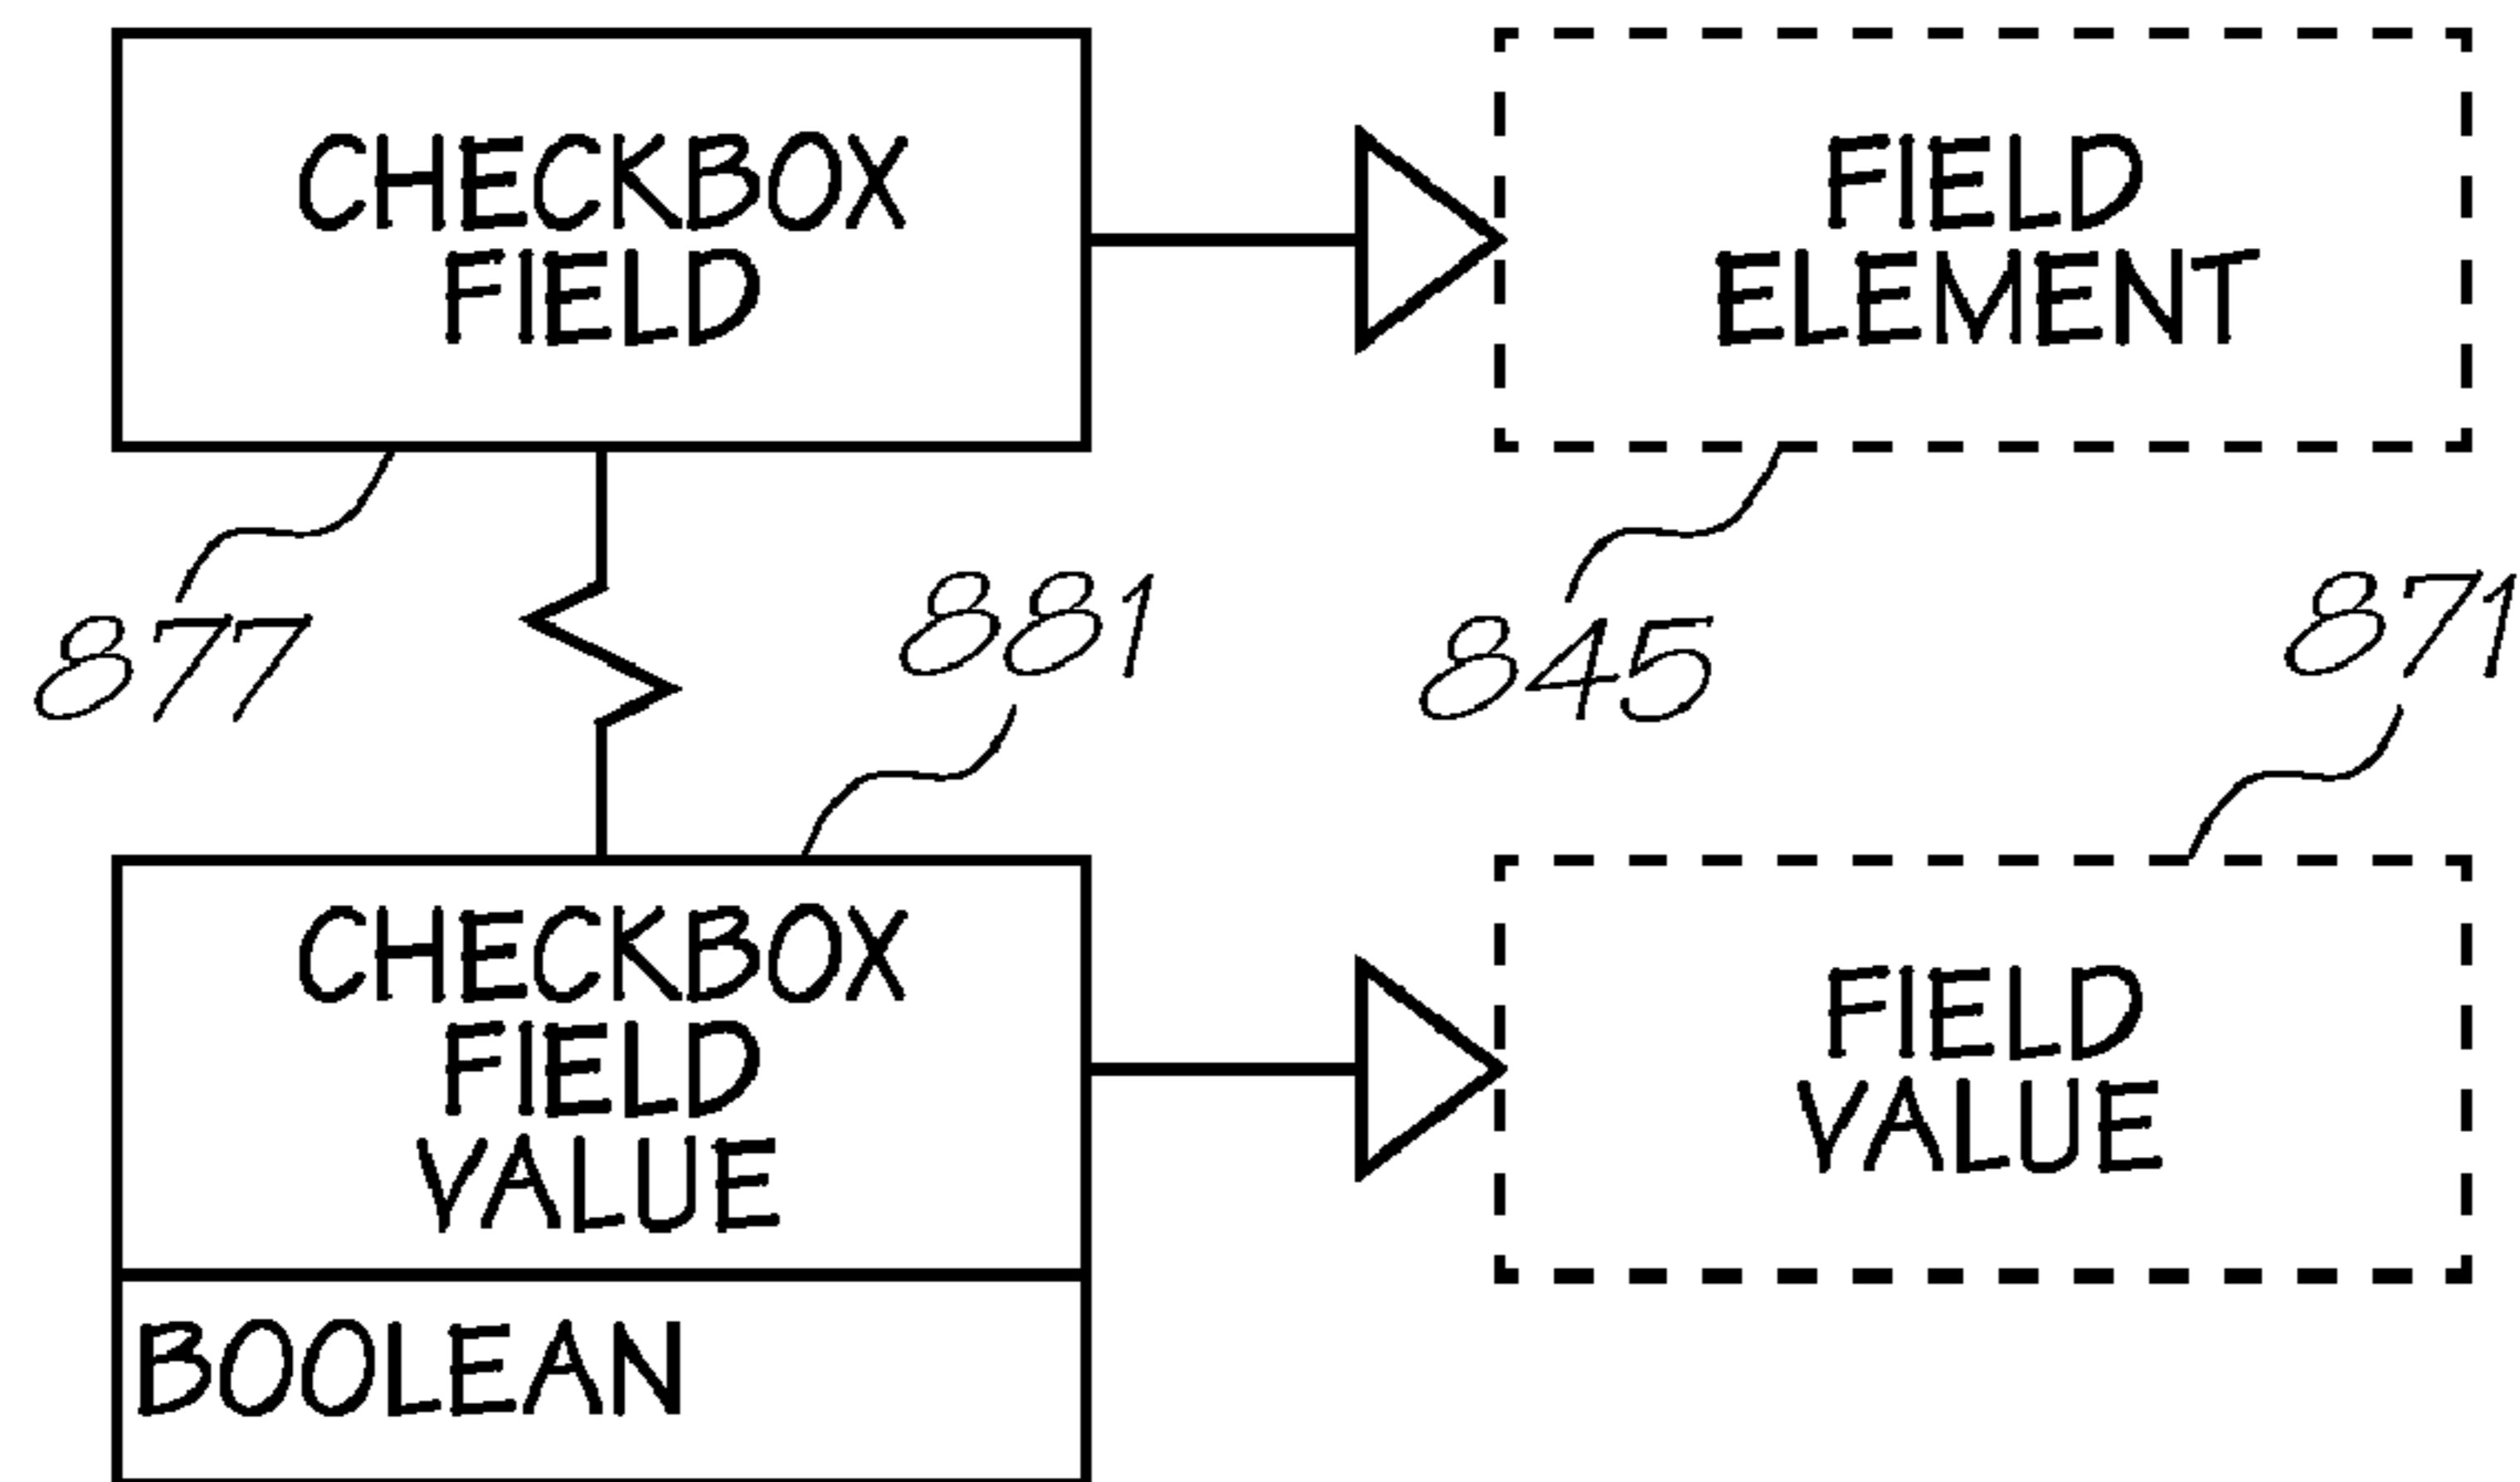 CHECKBOX
FIELD
FIELD
ELEMENT
877
881
845
871
CHECKBOX
FIELD
VALUE
BOOLEAN
FIELD
VALUE